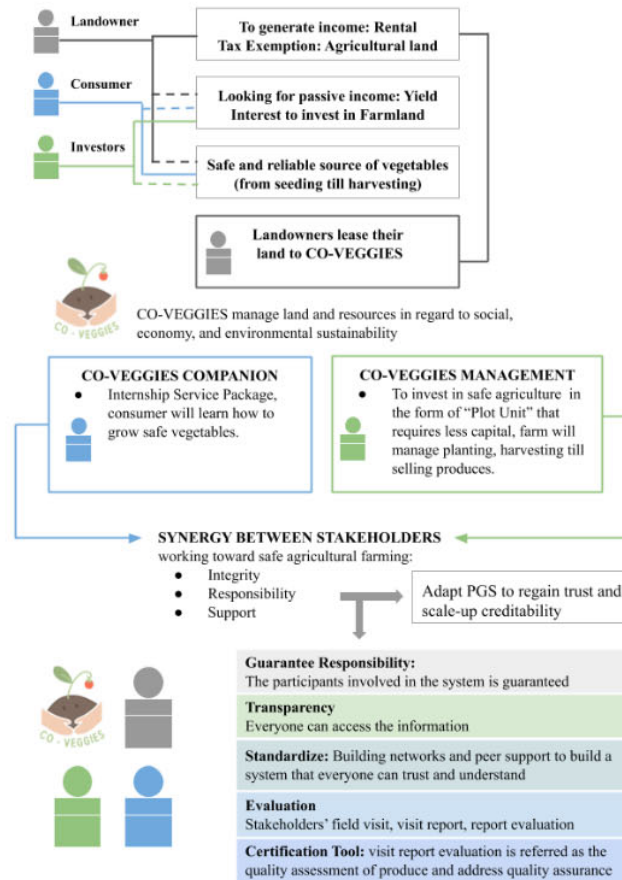 Landowner
To generate income: Rental
Tax Exemption: Agricultural land
Consumer
Looking for passive income: Yield
Interest to invest in Farmland
Investors
Safe and reliable source of vegetables
(from seeding till harvesting)
Landowners lease their
land to CO-VEGGIES
CO - VEGGIES
CO-VEGGIES manage land and resources in regard to social,
economy, and environmental sustainability
CO-VEGGIES COMPANION
● Internship Service Package,
consumer will learn how to
grow safe vegetables.
CO-VEGGIES MANAGEMENT
● To invest in safe agriculture in
the form of “Plot Unit” that
requires less capital, farm will
manage planting, harvesting till
selling produces.
SYNERGY BETWEEN STAKEHOLDERS
working toward safe agricultural farming:
● Integrity
● Responsibility
● Support
Adapt PGS to regain trust and
scale-up creditability
CO - VEGGIES
Guarantee Responsibility:
The participants involved in the system is guaranteed
Transparency
Everyone can access the information
Standardize: Building networks and peer support to build a
system that everyone can trust and understand
Evaluation
Stakeholders’ field visit, visit report, report evaluation
Certification Tool: visit report evaluation is referred as the
quality assessment of produce and address quality assurance